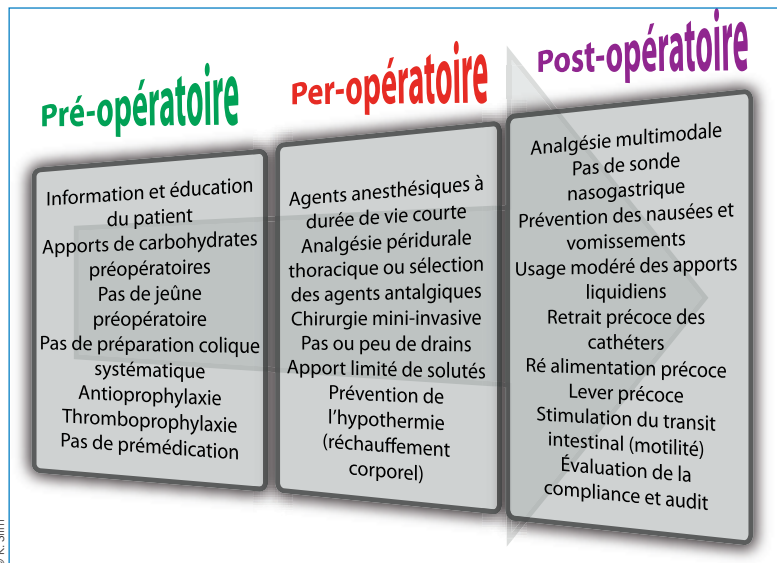 Pré-opératoire
Information et éducation
du patient
Apports de carbohydrates
préopératoires
Pas de jeûne
préopératoire
Pas de préparation colique
systématique
Antioprophylaxie
Thromboprophylaxie
Pas de prémédication
Per-opératoire
Agents anesthésiques à
durée de vie courte
Analgésie péridurale
thoracique ou sélection
des agents antalgiques
Chirurgie mini-invasive
Pas ou peu de drains
Apport limité de solutés
Prévention de
l'hypothermie
(réchauffement
corporel)
Post-opératoire
Analgésie multimodale
Pas de sonde
nasogastrique
Prévention des nausées et
vomissements
Usage modéré des apports
liquidiens
Retrait précoce des
cathéters
Ré alimentation précoce
Lever précoce
Stimulation du transit
intestinal (motilité)
Évaluation de la
compliance et audit
K. Slim